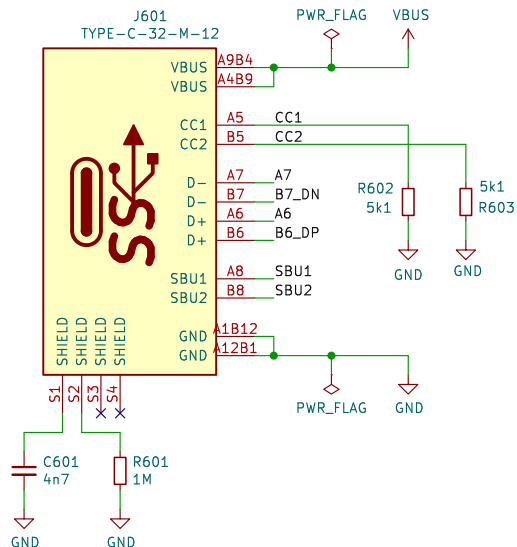 J601
TYPE-C-32-M-12
PWR_FLAG
VBUS
VBUS A9B4
VBUS A4B9
CC1 A5 CC1
CC2 B5 CC2
D- A7 A7
D- B7 B7_DN
D+ A6 A6
D+ B6 B6_DP
R602
5k1
5k1
R603
GND
GND
SBU1 A8 SBU1
SBU2 B8 SBU2
GND A1B12
GND A12B1
SHIELD
SHIELD
SHIELD
SHIELD
S1
S2
S3
S4
SS
PWR_FLAG
GND
C601
4n7
R601
1M
GND
GND